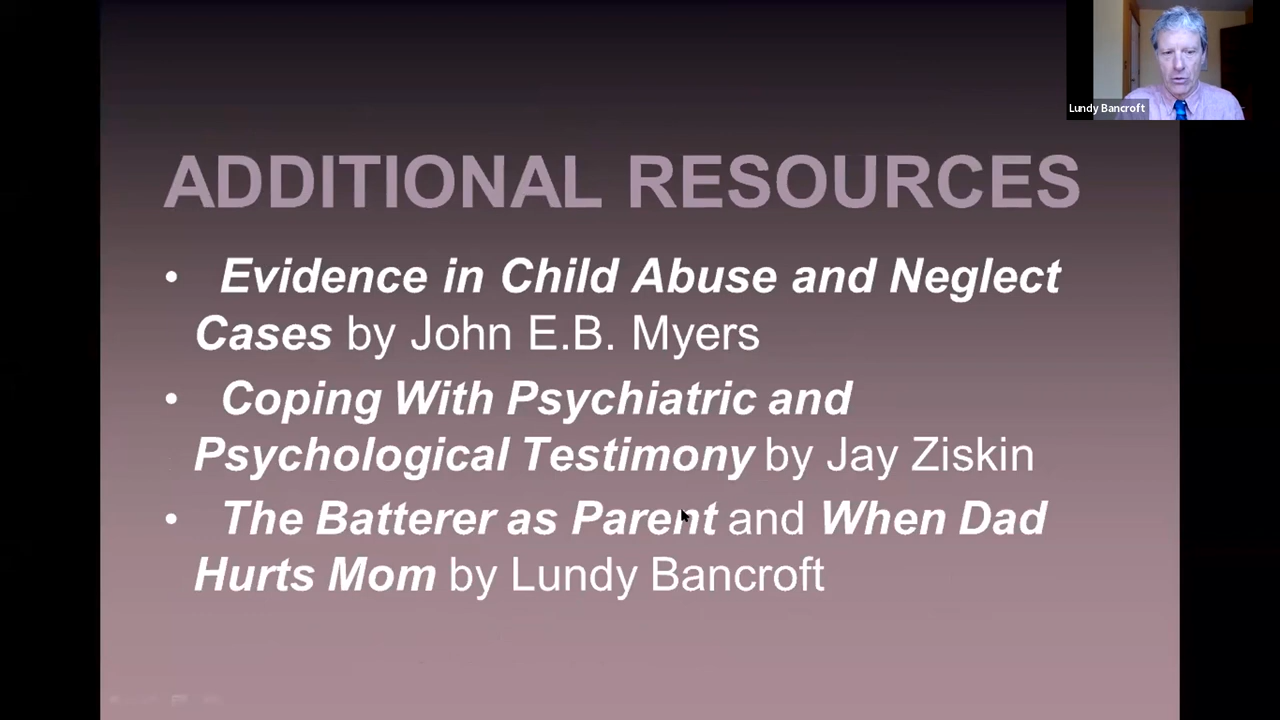 Lundy Bancroft
ADDITIONAL RESOURCES
• Evidence in Child Abuse and Neglect
Cases by John E.B. Myers
• Coping With Psychiatric and
Psychological Testimony by Jay Ziskin
• The Batterer as Parent and When Dad
Hurts Mom by Lundy Bancroft